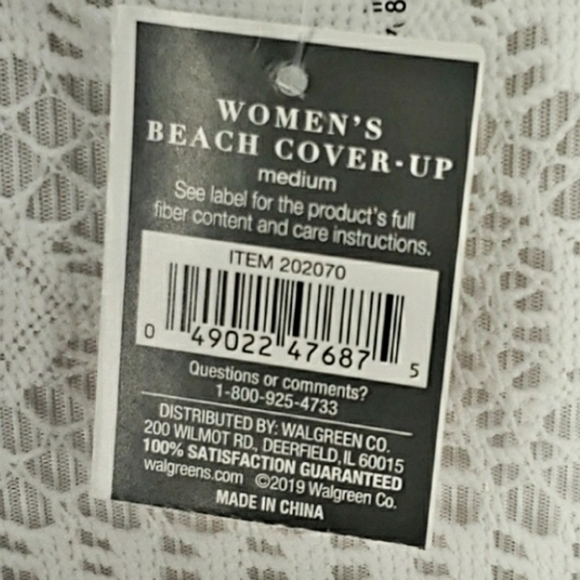 WOMEN'S
BEACH COVER-UP
medium
See label for the product's full
fiber content and care instructions.
ITEM 202070
0 49022 47687 5
Questions or comments?
1-800-925-4733
DISTRIBUTED BY: WALGREEN CO.
200 WILMOT RD., DEERFIELD, IL 60015
100% SATISFACTION GUARANTEED
walgreens.com ©2019 Walgreen Co.
MADE IN CHINA